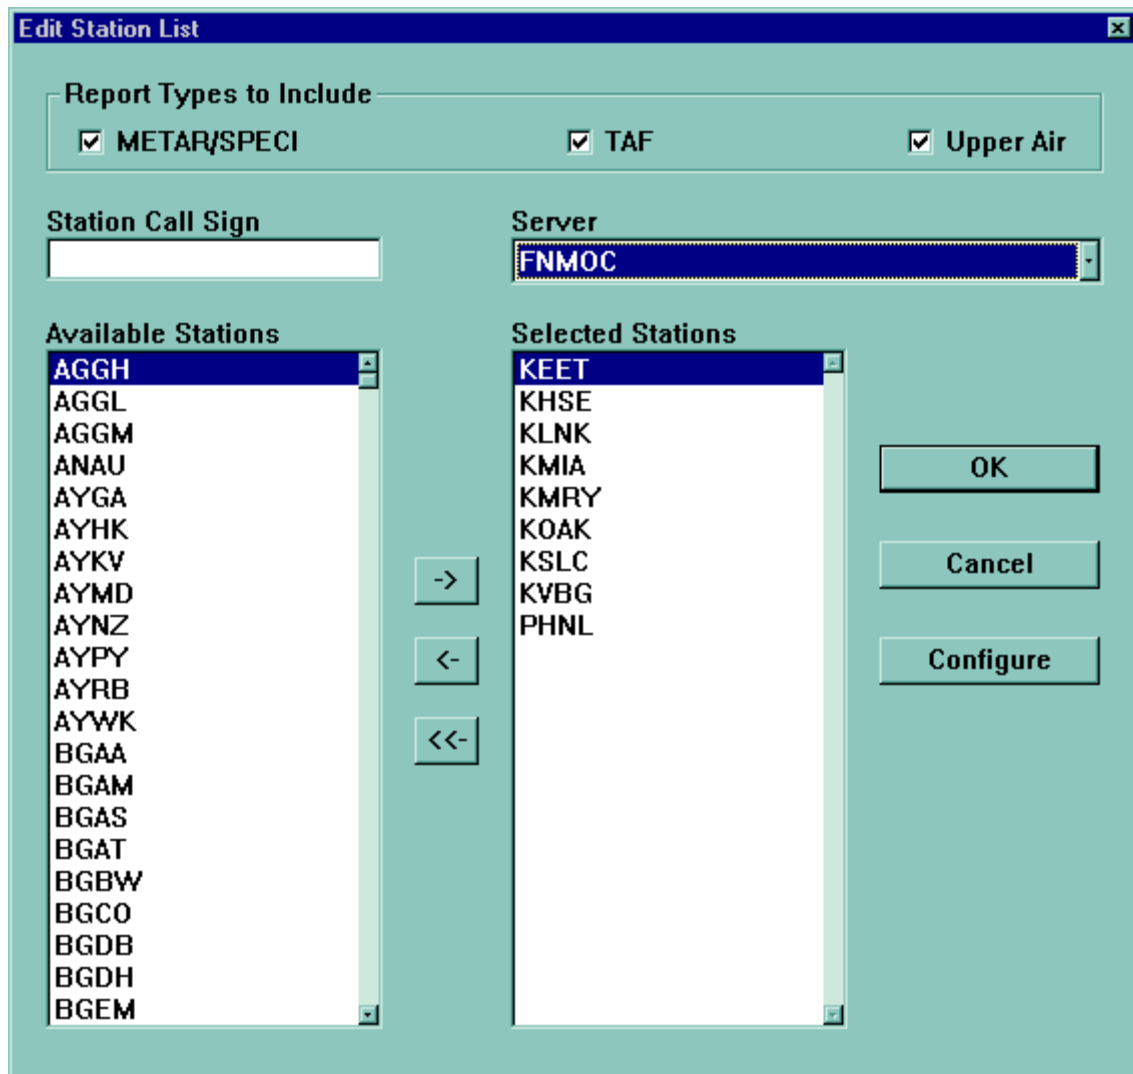 Edit Station List
Report Types to Include
METAR/SPECI TAF Upper Air
Station Call Sign Server
FNMOC
Available Stations Selected Stations
AGGH KEET
AGGL KHSE
AGGM KLNK
ANAU KMIA
AYGA KMRY
AYHK KOAK
AYKV KSLC
AYMD KVBG
AYNZ PHNL
AYPY
AYRB
AYWK
BGAA
BGAM
BGAS
BGAT
BGBW
BGCO
BGDB
BGDH
BGEM
->
<-
<<-
OK
Cancel
Configure